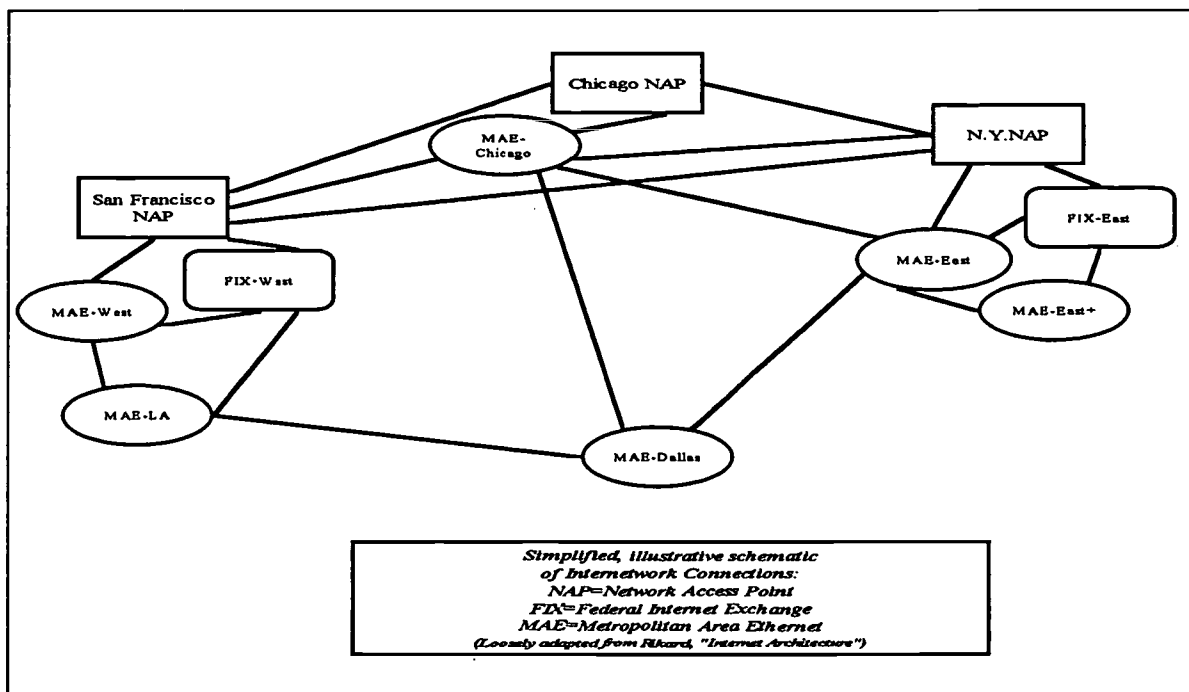 Chicago NAP
MAE-
Chicago
N.Y.NAP
San Francisco
NAP
FIX-East
MAE-East
FIX-West
MAE-West
MAE-East+
MAE-LA
MAE-Dallas
Simplified, illustrative schematic
of Internetwork Connections:
NAP=Network Access Point
FIX=Federal Internet Exchange
MAE=Metropolitan Area Ethernet
(Loosely adapted from Rikard, "Internet Architecture")